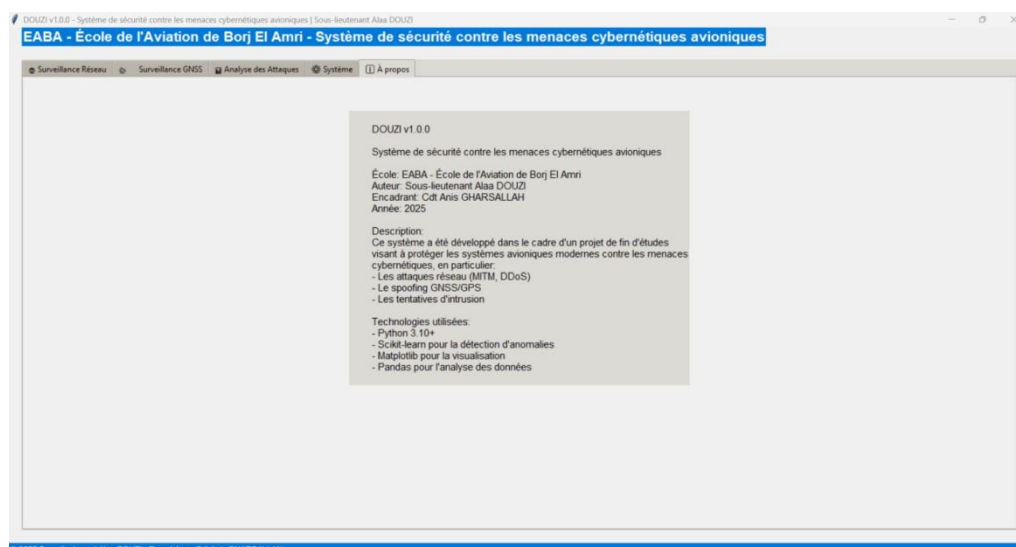 DOUZI v1.0.0 - Système de sécurité contre les menaces cybernétiques avioniques | Sous-lieutenant Alaa DOUZI
EABA - École de l'Aviation de Borj El Amri - Système de sécurité contre les menaces cybernétiques avioniques
Surveillance Réseau Surveillance GNSS Analyse des Attaques Système À propos
DOUZI v1.0.0
Système de sécurité contre les menaces cybernétiques avioniques
École: EABA - École de l'Aviation de Borj El Amri
Auteur: Sous-lieutenant Alaa DOUZI
Encadrant: Cdt Anis GHARSALLAH
Année: 2025
Description:
Ce système a été développé dans le cadre d'un projet de fin d'études
visant à protéger les systèmes avioniques modernes contre les menaces
cybernétiques, en particulier:
- Les attaques réseau (MITM, DDoS)
- Le spoofing GNSS/GPS
- Les tentatives d'intrusion
Technologies utilisées:
- Python 3.10+
- Scikit-learn pour la détection d'anomalies
- Matplotlib pour la visualisation
- Pandas pour l'analyse des données